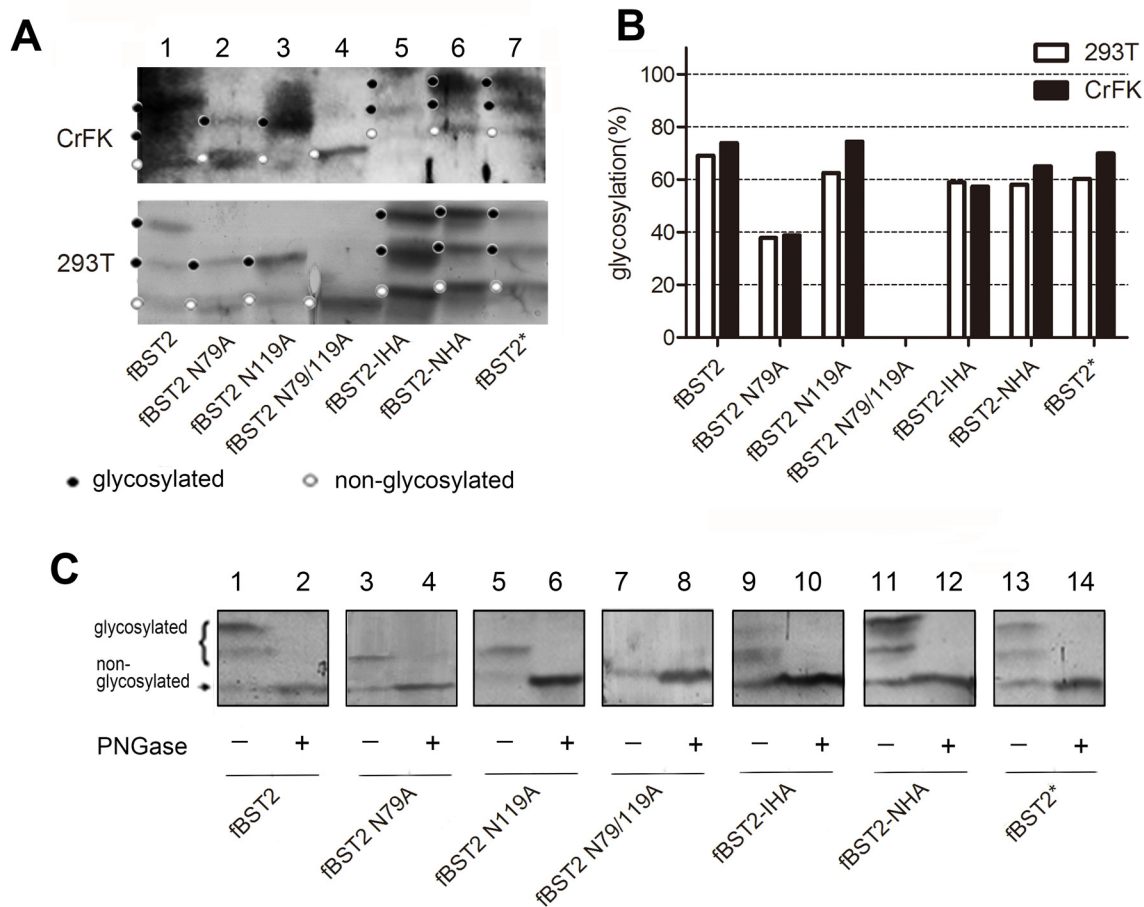 A
1 2 3 4 5 6 7
CrFK
293T
fBST2
fBST2 N79A
fBST2 N119A
fBST2 N79/119A
fBST2-IHA
fBST2-NHA
fBST2*
glycosylated
non-glycosylated
B
293T
CrFK
glycosylation(%)
100
80
60
40
20
0
fBST2
fBST2 N79A
fBST2 N119A
fBST2 N79/119A
fBST2-IHA
fBST2-NHA
fBST2*
C
1 2 3 4 5 6 7 8 9 10 11 12 13 14
glycosylated {
non-
glycosylated
PNGase − + − + − + − + − + − + − +
fBST2
fBST2 N79A
fBST2 N119A
fBST2 N79/119A
fBST2-IHA
fBST2-NHA
fBST2*